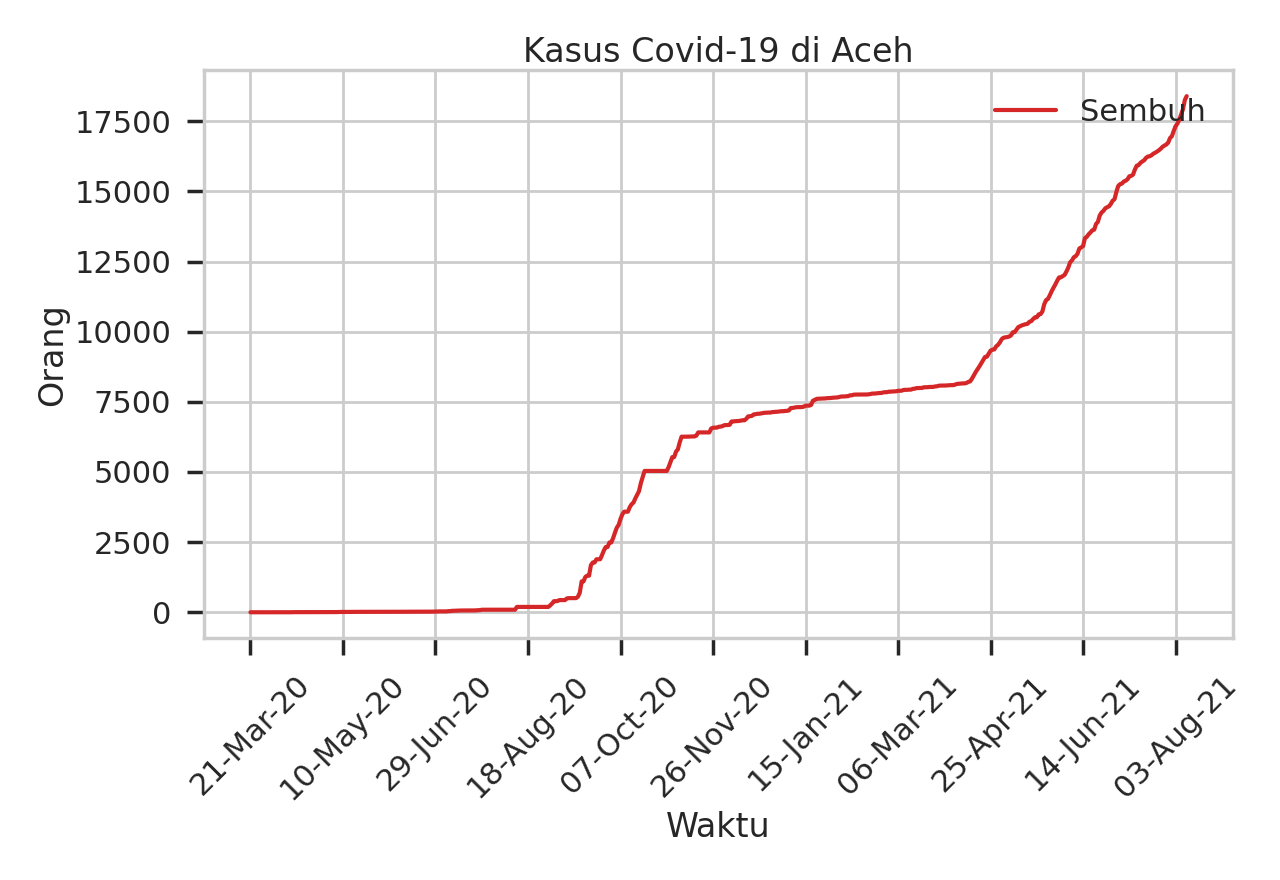 Kasus Covid-19 di Aceh
Sembuh
Orang
17500
15000
12500
10000
7500
5000
2500
0
21-Mar-20
10-May-20
29-Jun-20
18-Aug-20
07-Oct-20
26-Nov-20
15-Jan-21
06-Mar-21
25-Apr-21
14-Jun-21
03-Aug-21
Waktu